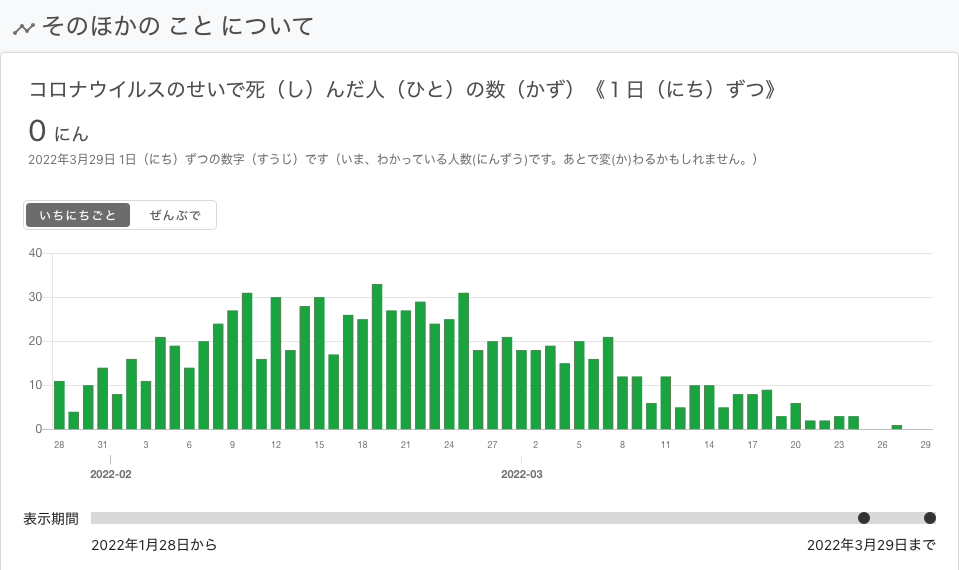 そのほかの こと について
コロナウイルスのせいで死（し）んだ人（ひと）の数（かず）《１日（にち）ずつ》
0 にん
2022年3月29日 1日（にち）ずつの数字（すうじ）です（いま、わかっている人数(にんずう)です。あとで変(か)わるかもしれません。）
いちにちごと ぜんぶで
40
30
20
10
0
28 31 3 6 9 12 15 18 21 24 27 2 5 8 11 14 17 20 23 26 29
2022-02 2022-03
表示期間
2022年1月28日から 2022年3月29日まで